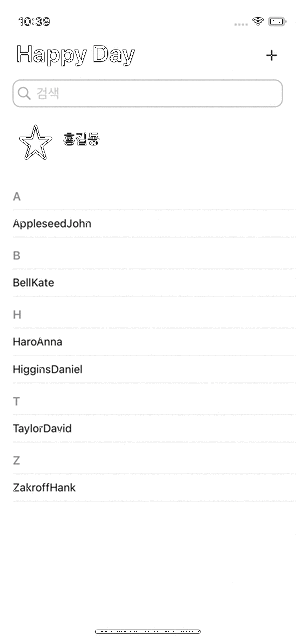 10:39
Happy Day
+
검색
홍길동
A
AppleseedJohn
B
BellKate
H
HaroAnna
HigginsDaniel
T
TaylorDavid
Z
ZakroffHank